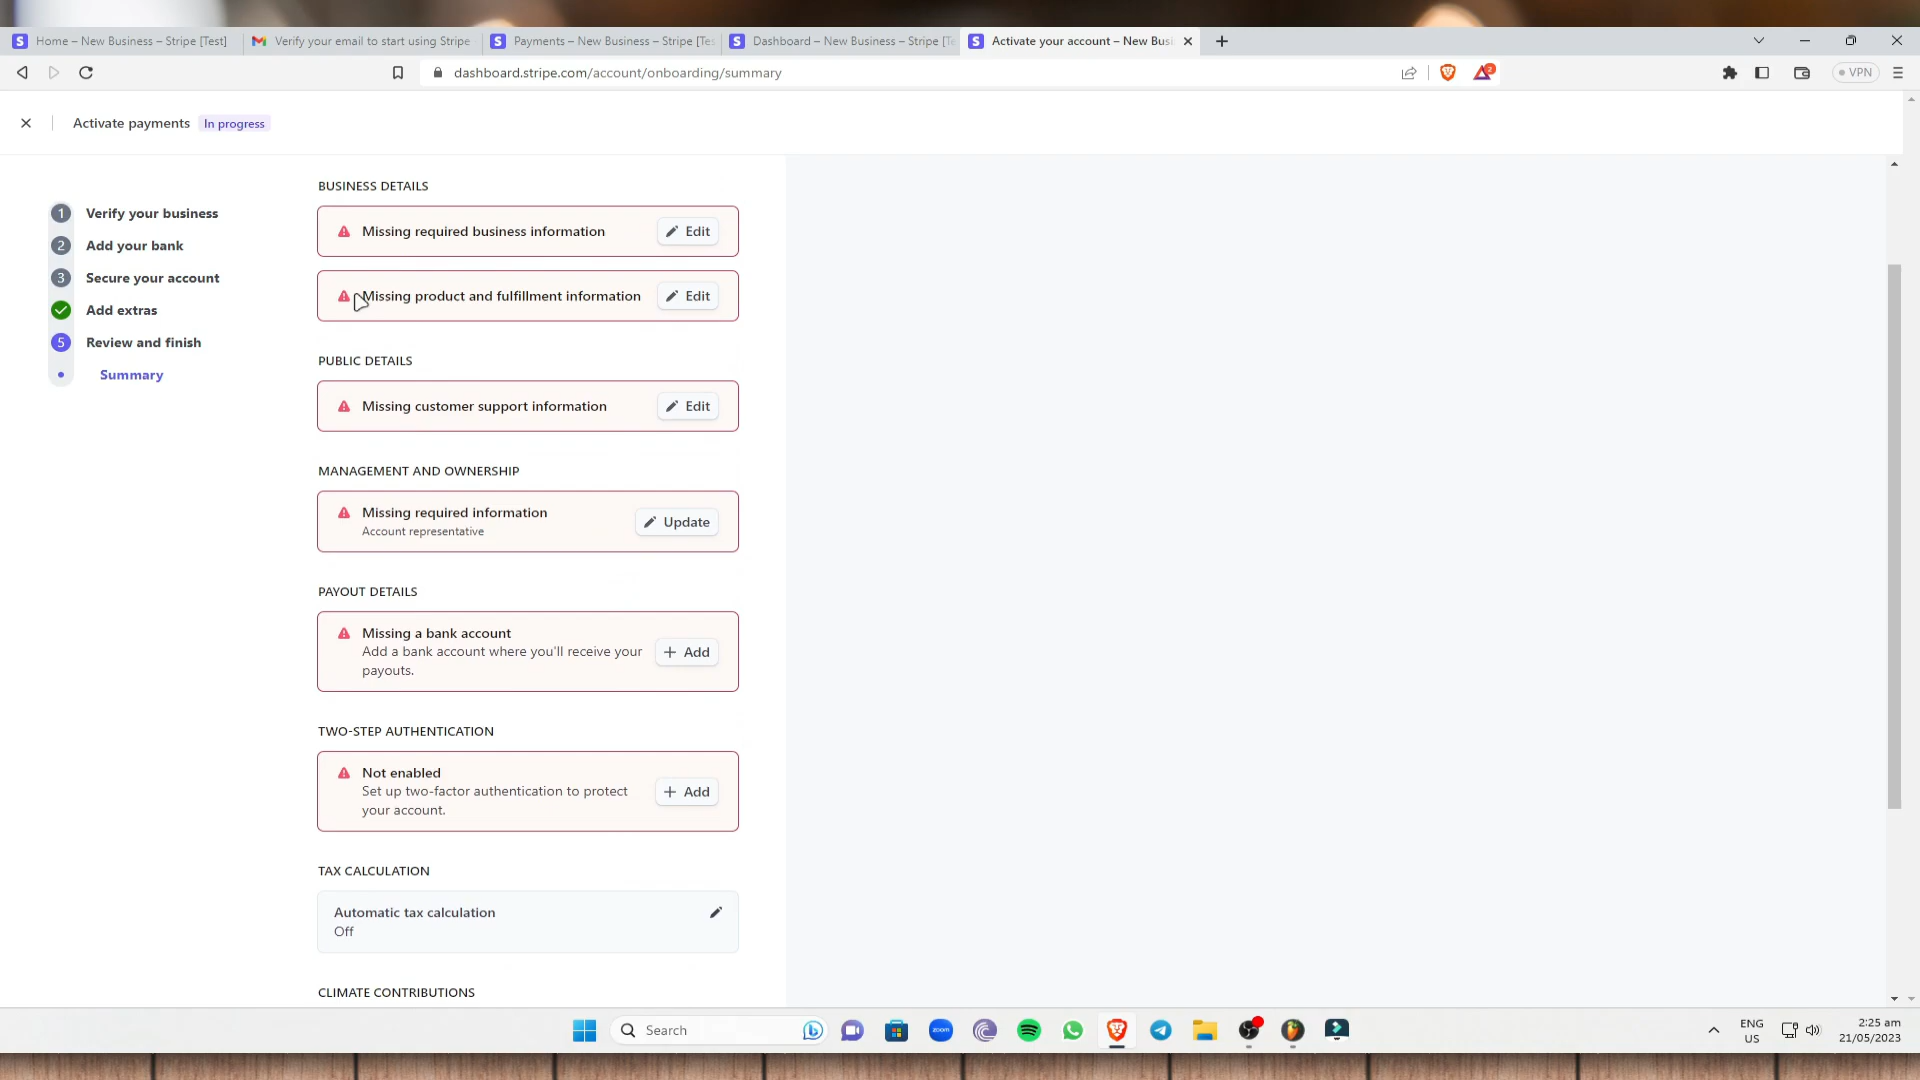 Home – New Business – Stripe [Test]
Verify your email to start using Stripe
Payments – New Business – Stripe [Tes
Dashboard – New Business – Stripe [Te
Activate your account – New Busi
dashboard.stripe.com/account/onboarding/summary
2
VPN
Activate payments
In progress
1 Verify your business
2 Add your bank
3 Secure your account
Add extras
5 Review and finish
Summary
BUSINESS DETAILS
Missing required business information
Edit
Missing product and fulfillment information
Edit
PUBLIC DETAILS
Missing customer support information
Edit
MANAGEMENT AND OWNERSHIP
Missing required information
Account representative
Update
PAYOUT DETAILS
Missing a bank account
Add a bank account where you'll receive your
payouts.
Add
TWO-STEP AUTHENTICATION
Not enabled
Set up two-factor authentication to protect
your account.
Add
TAX CALCULATION
Automatic tax calculation
Off
CLIMATE CONTRIBUTIONS
Search
zoom
ENG
US
2:25 am
21/05/2023